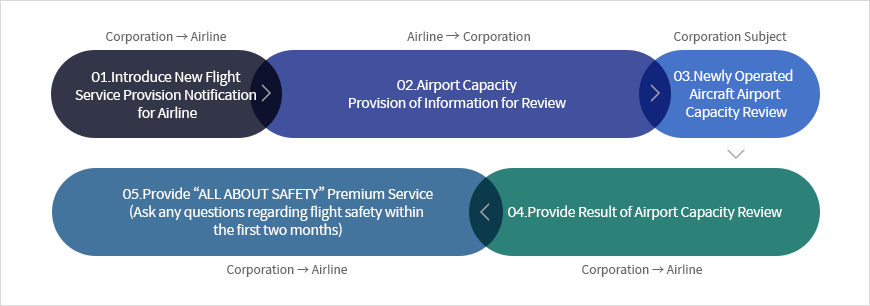 Corporation → Airline
Airline → Corporation
Corporation Subject
01.Introduce New Flight
Service Provision Notification
for Airline
02.Airport Capacity
Provision of Information for Review
03.Newly Operated
Aircraft Airport
Capacity Review
05.Provide “ALL ABOUT SAFETY” Premium Service
(Ask any questions regarding flight safety within
the first two months)
04.Provide Result of Airport Capacity Review
Corporation → Airline
Corporation → Airline